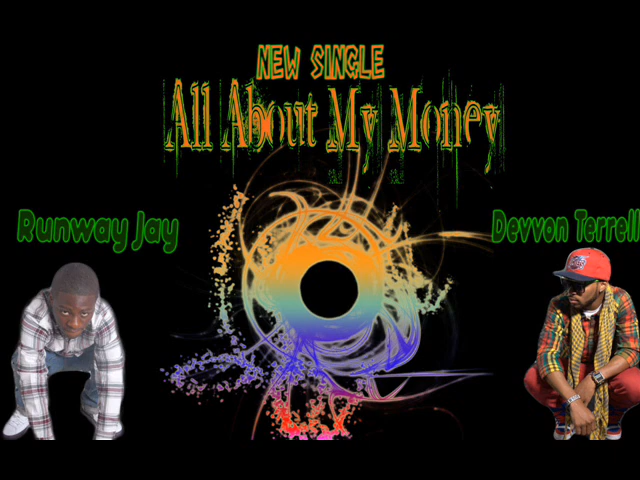 NEW SINGLE
All About My Money
Runway Jay
Devvon Terrell